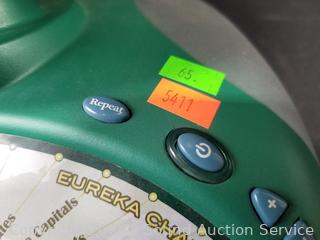 65.
5411
Repeat
EUREKA CHA
Capitals
tes
+
Auction Service